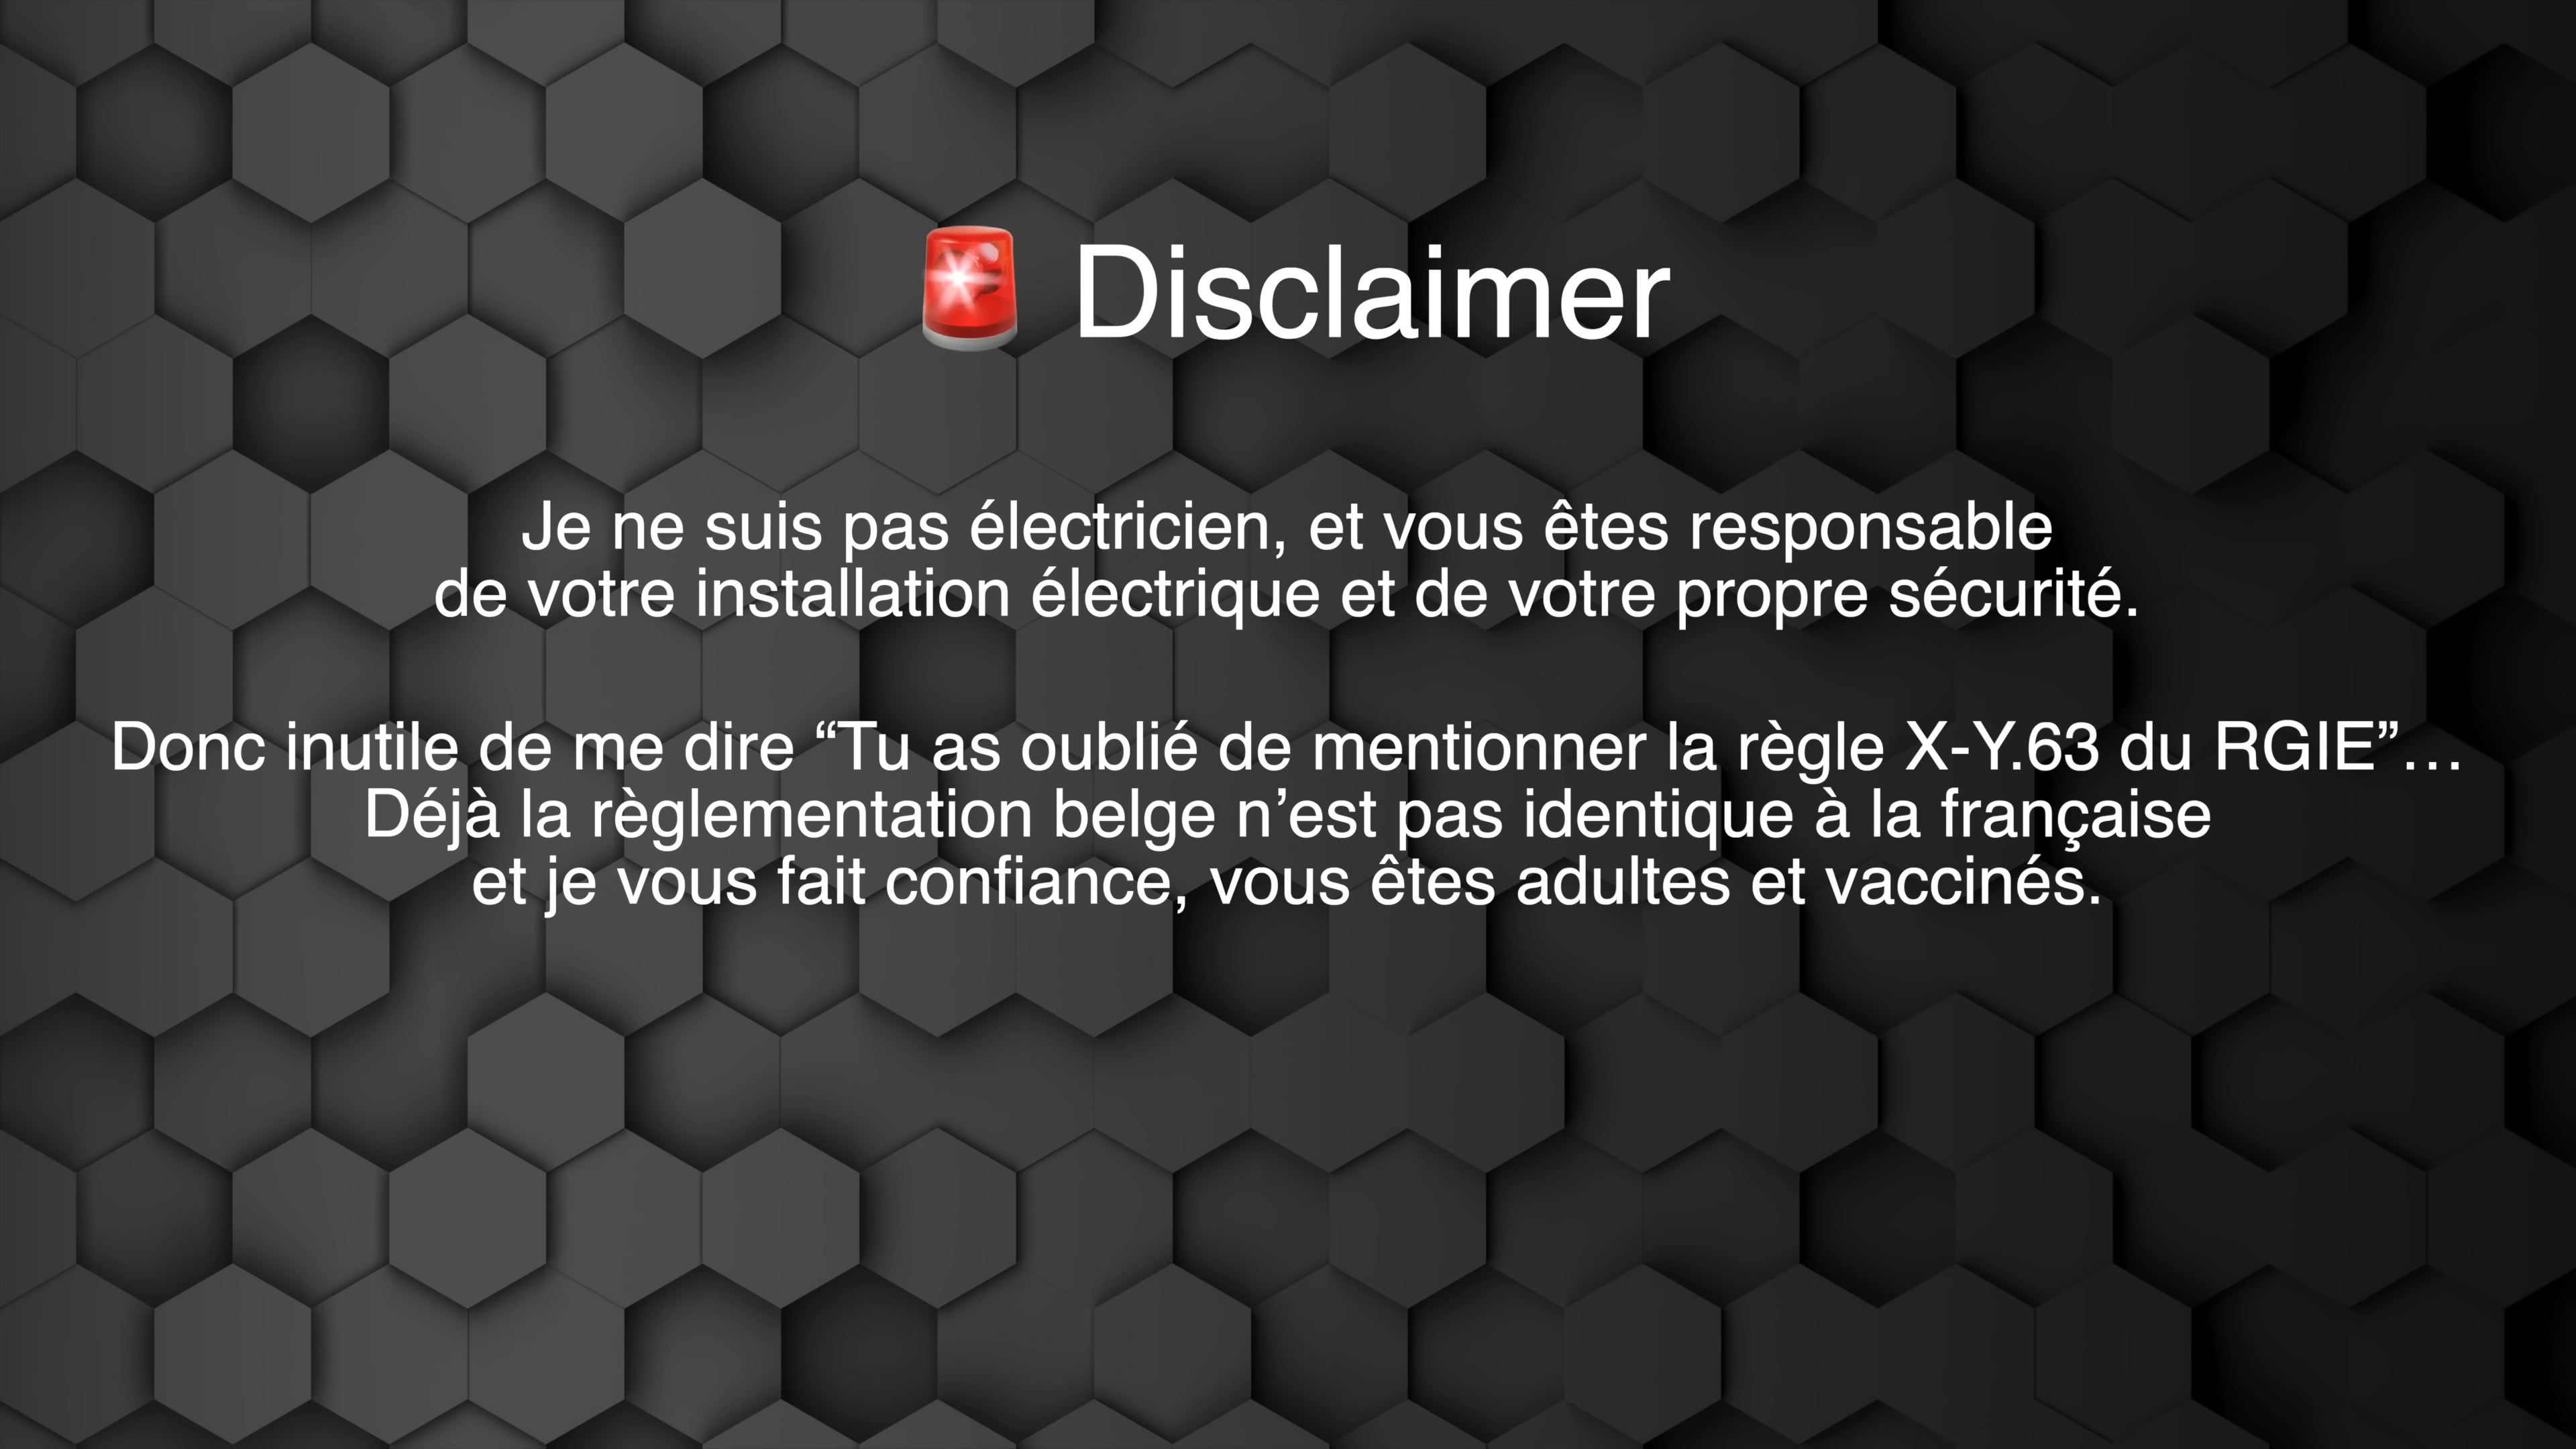 🚨 Disclaimer
Je ne suis pas électricien, et vous êtes responsable
de votre installation électrique et de votre propre sécurité.
Donc inutile de me dire “Tu as oublié de mentionner la règle X-Y.63 du RGIE”…
Déjà la règlementation belge n’est pas identique à la française
et je vous fait confiance, vous êtes adultes et vaccinés.